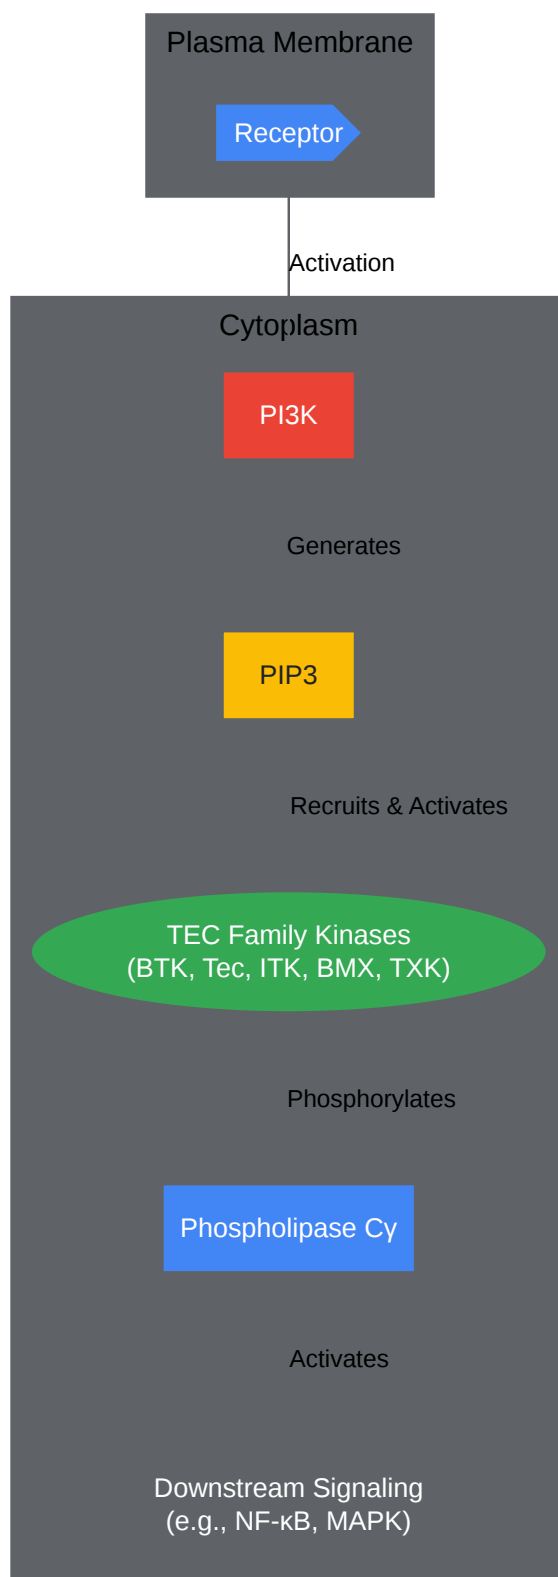 Plasma Membrane
Receptor
Activation
Cytoplasm
PI3K
Generates
PIP3
Recruits & Activates
TEC Family Kinases
(BTK, Tec, ITK, BMX, TXK)
Phosphorylates
Phospholipase Cγ
Activates
Downstream Signaling
(e.g., NF-κB, MAPK)